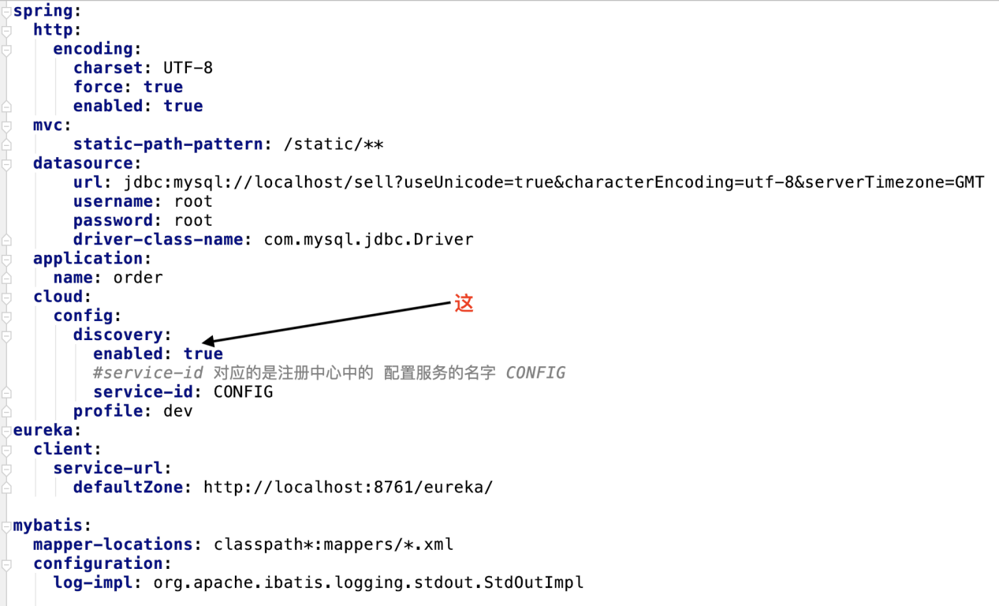 spring:
  http:
    encoding:
      charset: UTF-8
      force: true
      enabled: true
  mvc:
      static-path-pattern: /static/**
  datasource:
      url: jdbc:mysql://localhost/sell?useUnicode=true&characterEncoding=utf-8&serverTimezone=GMT
      username: root
      password: root
      driver-class-name: com.mysql.jdbc.Driver
  application:
    name: order
  cloud:
这
    config:
      discovery:
        enabled: true
        #service-id 对应的是注册中心中的 配置服务的名字 CONFIG
        service-id: CONFIG
      profile: dev
eureka:
  client:
    service-url:
      defaultZone: http://localhost:8761/eureka/
mybatis:
  mapper-locations: classpath*:mappers/*.xml
  configuration:
    log-impl: org.apache.ibatis.logging.stdout.StdOutImpl